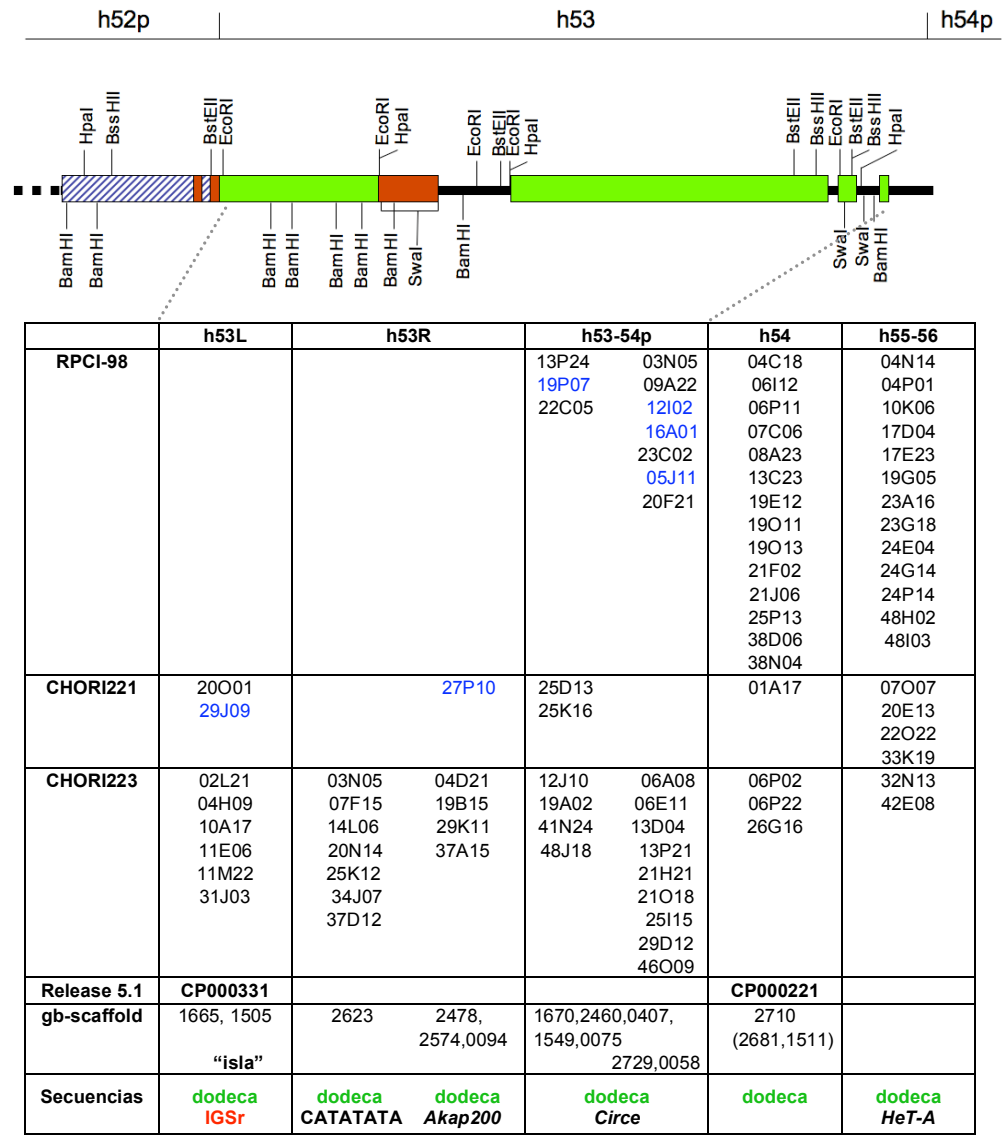 h52p h53 h54p
HpaI BssHII BstEII EcoRI EcoRI HpaI EcoRI BstEII EcoRI HpaI BstEII BssHII EcoRI BstEII BssHII HpaI
BamHI BamHI BamHI BamHI BamHI BamHI BamHI SwaI BamHI SwaI SwaI BamHI
h53L h53R h53-54p h54 h55-56
RPCI-98 13P24 03N05 04C18 04N14
19P07 09A22 06I12 04P01
22C05 12I02 06P11 10K06
16A01 07C06 17D04
23C02 08A23 17E23
05J11 13C23 19G05
20F21 19E12 23A16
19O11 23G18
19O13 24E04
21F02 24G14
21J06 24P14
25P13 48H02
38D06 48I03
38N04
CHORI221 20O01 27P10 25D13 01A17 07O07
29J09 25K16 20E13
22O22
33K19
CHORI223 02L21 03N05 04D21 12J10 06A08 06P02 32N13
04H09 07F15 19B15 19A02 06E11 06P22 42E08
10A17 14L06 29K11 41N24 13D04 26G16
11E06 20N14 37A15 48J18 13P21
11M22 25K12 21H21
31J03 34J07 21O18
37D12 25I15
29D12
46O09
Release 5.1 CP000331 CP000221
gb-scaffold 1665, 1505 2623 2478, 1670,2460,0407, 2710
2574,0094 1549,0075 (2681,1511)
"isla" 2729,0058
Secuencias dodeca dodeca dodeca dodeca dodeca dodeca
IGSr CATATATA Akap200 Circe HeT-A